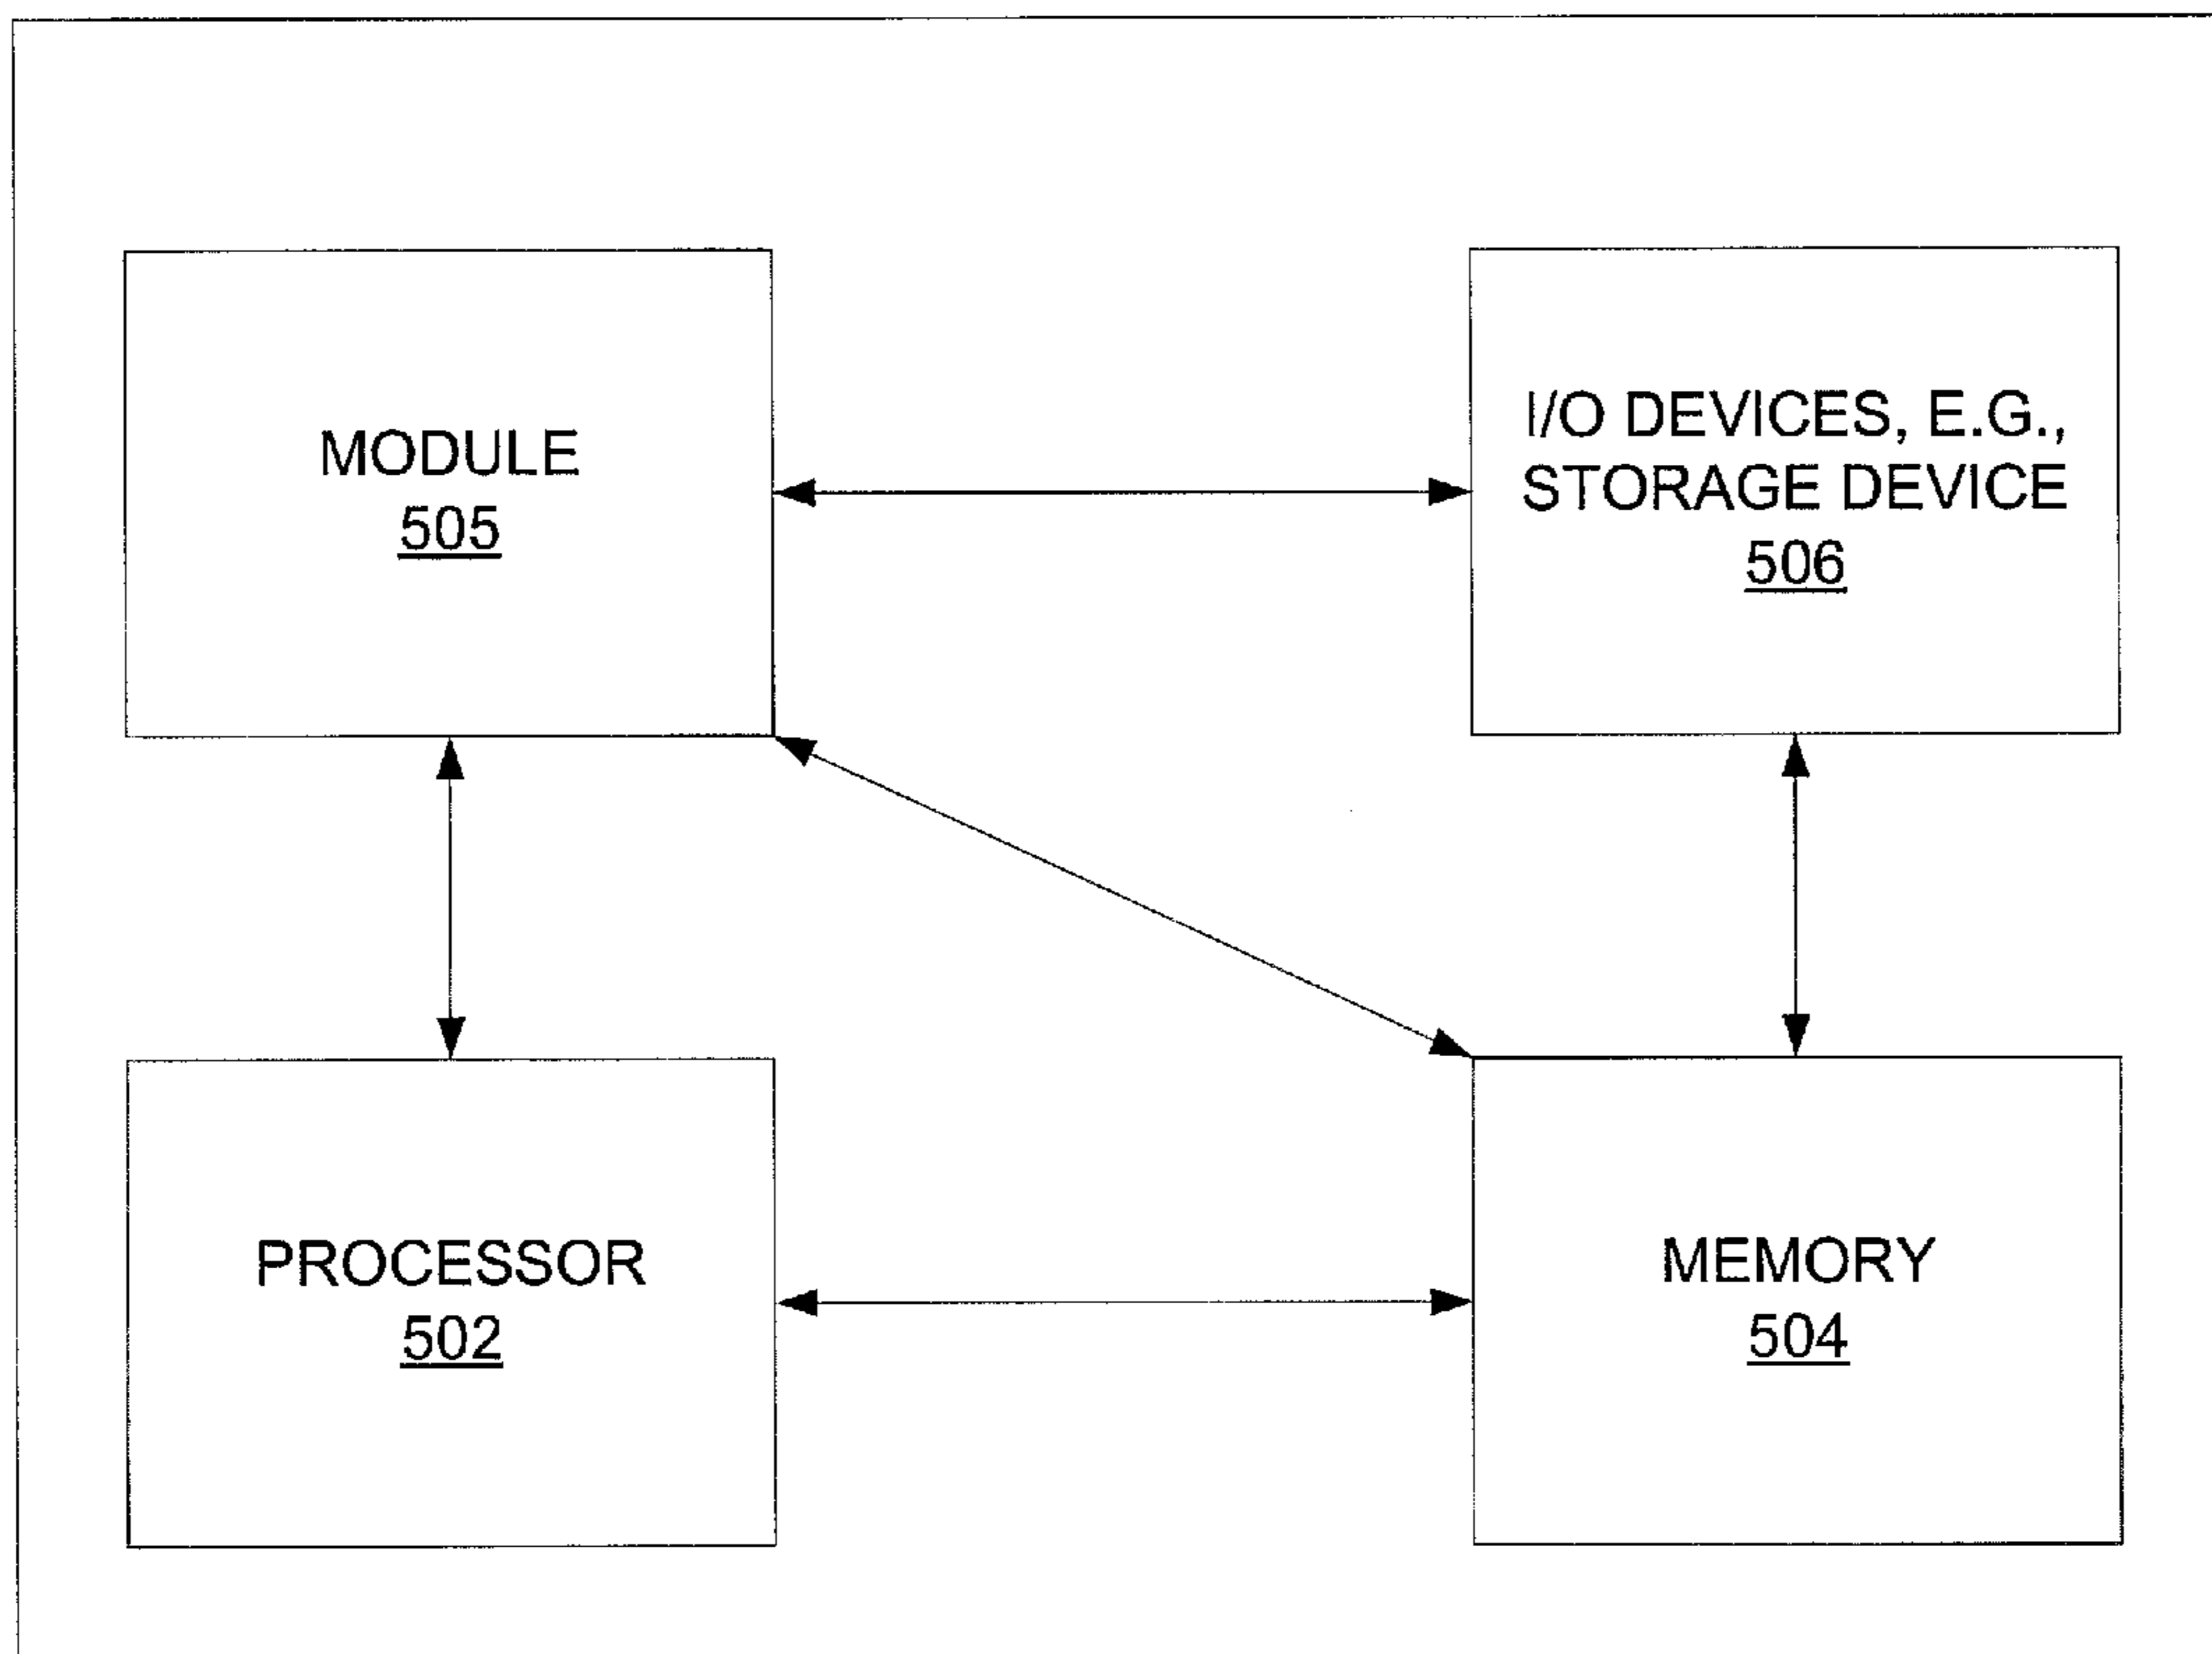 MODULE
505
I/O DEVICES, E.G.,
STORAGE DEVICE
506
PROCESSOR
502
MEMORY
504